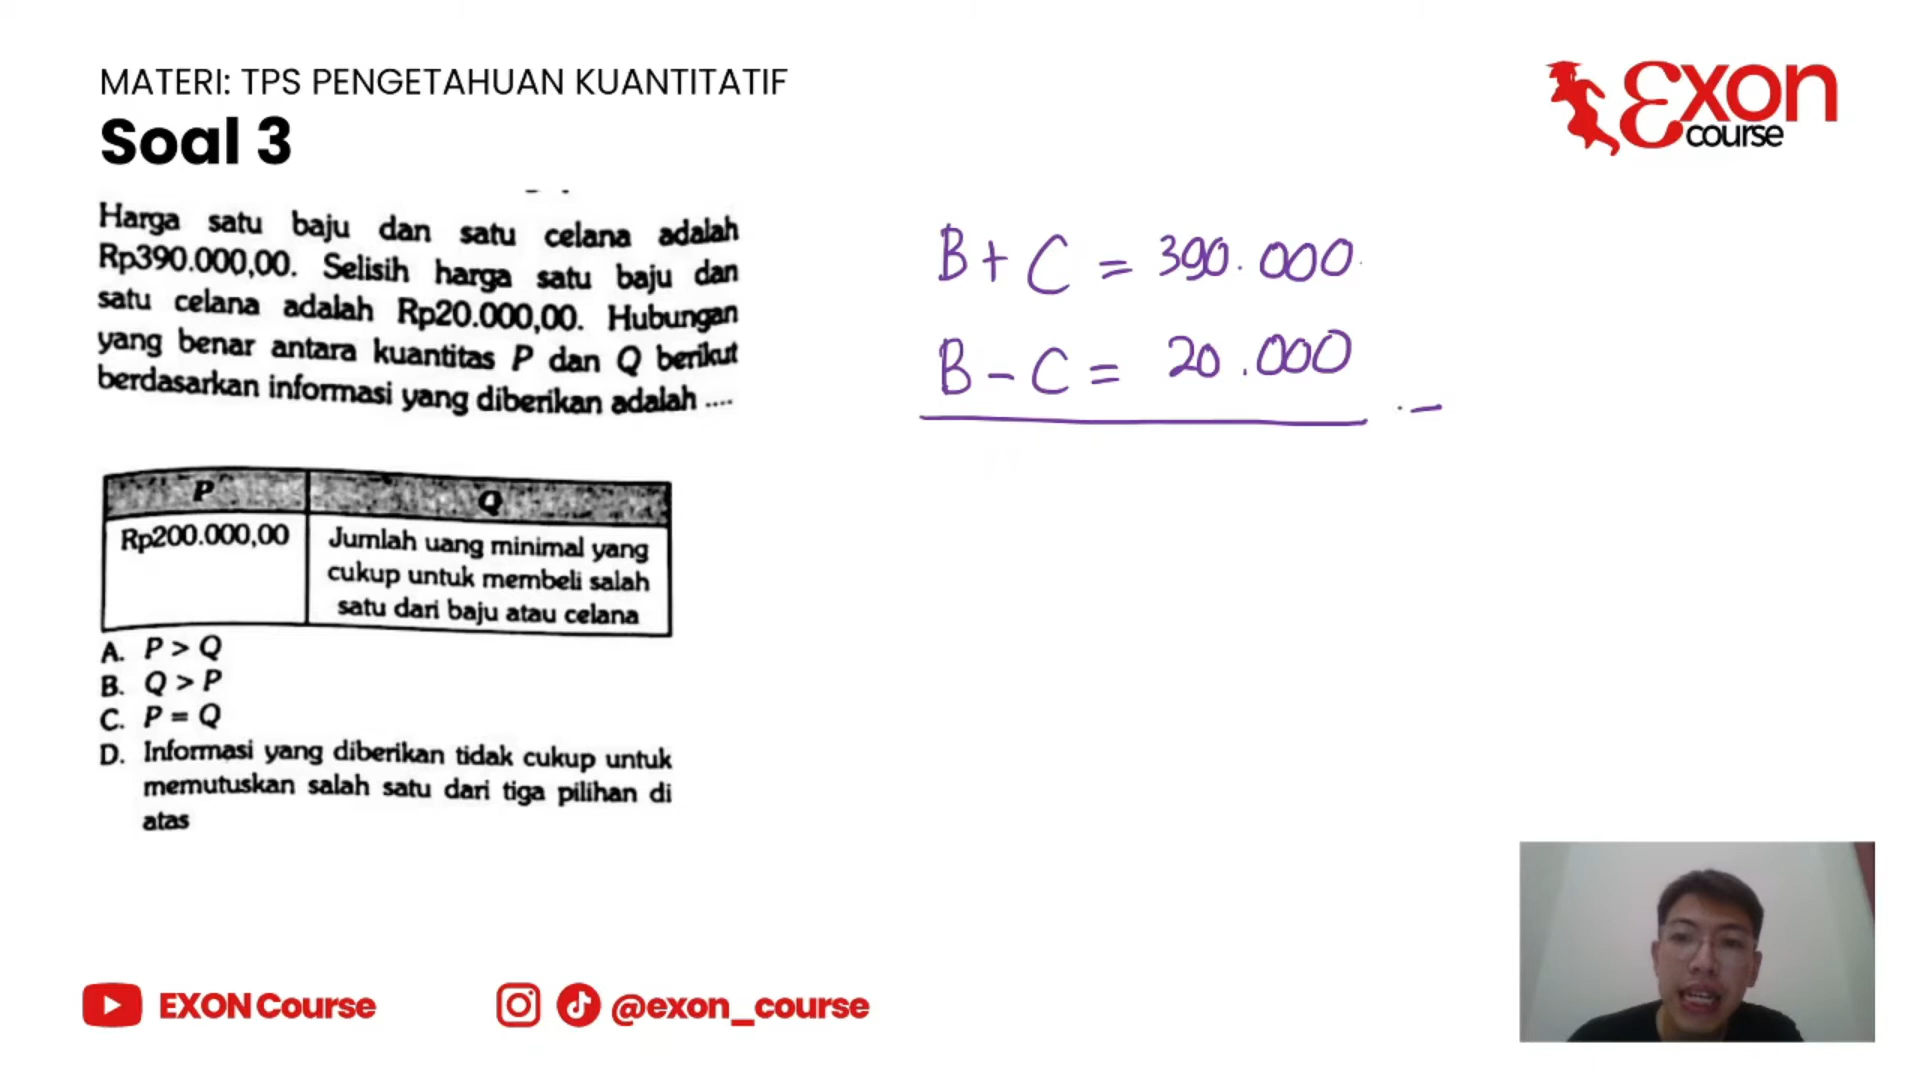 MATERI: TPS PENGETAHUAN KUANTITATIF
Soal 3
Exon
course
Harga satu baju dan satu celana adalah
Rp390.000,00. Selisih harga satu baju dan
satu celana adalah Rp20.000,00. Hubungan
yang benar antara kuantitas P dan Q berikut
berdasarkan informasi yang diberikan adalah ....
B + C = 390.000
B - C = 20.000
P
Q
Rp200.000,00
Jumlah uang minimal yang
cukup untuk membeli salah
satu dari baju atau celana
A. P > Q
B. Q > P
C. P = Q
D. Informasi yang diberikan tidak cukup untuk
memutuskan salah satu dari tiga pilihan di
atas
EXON Course
@exon_course